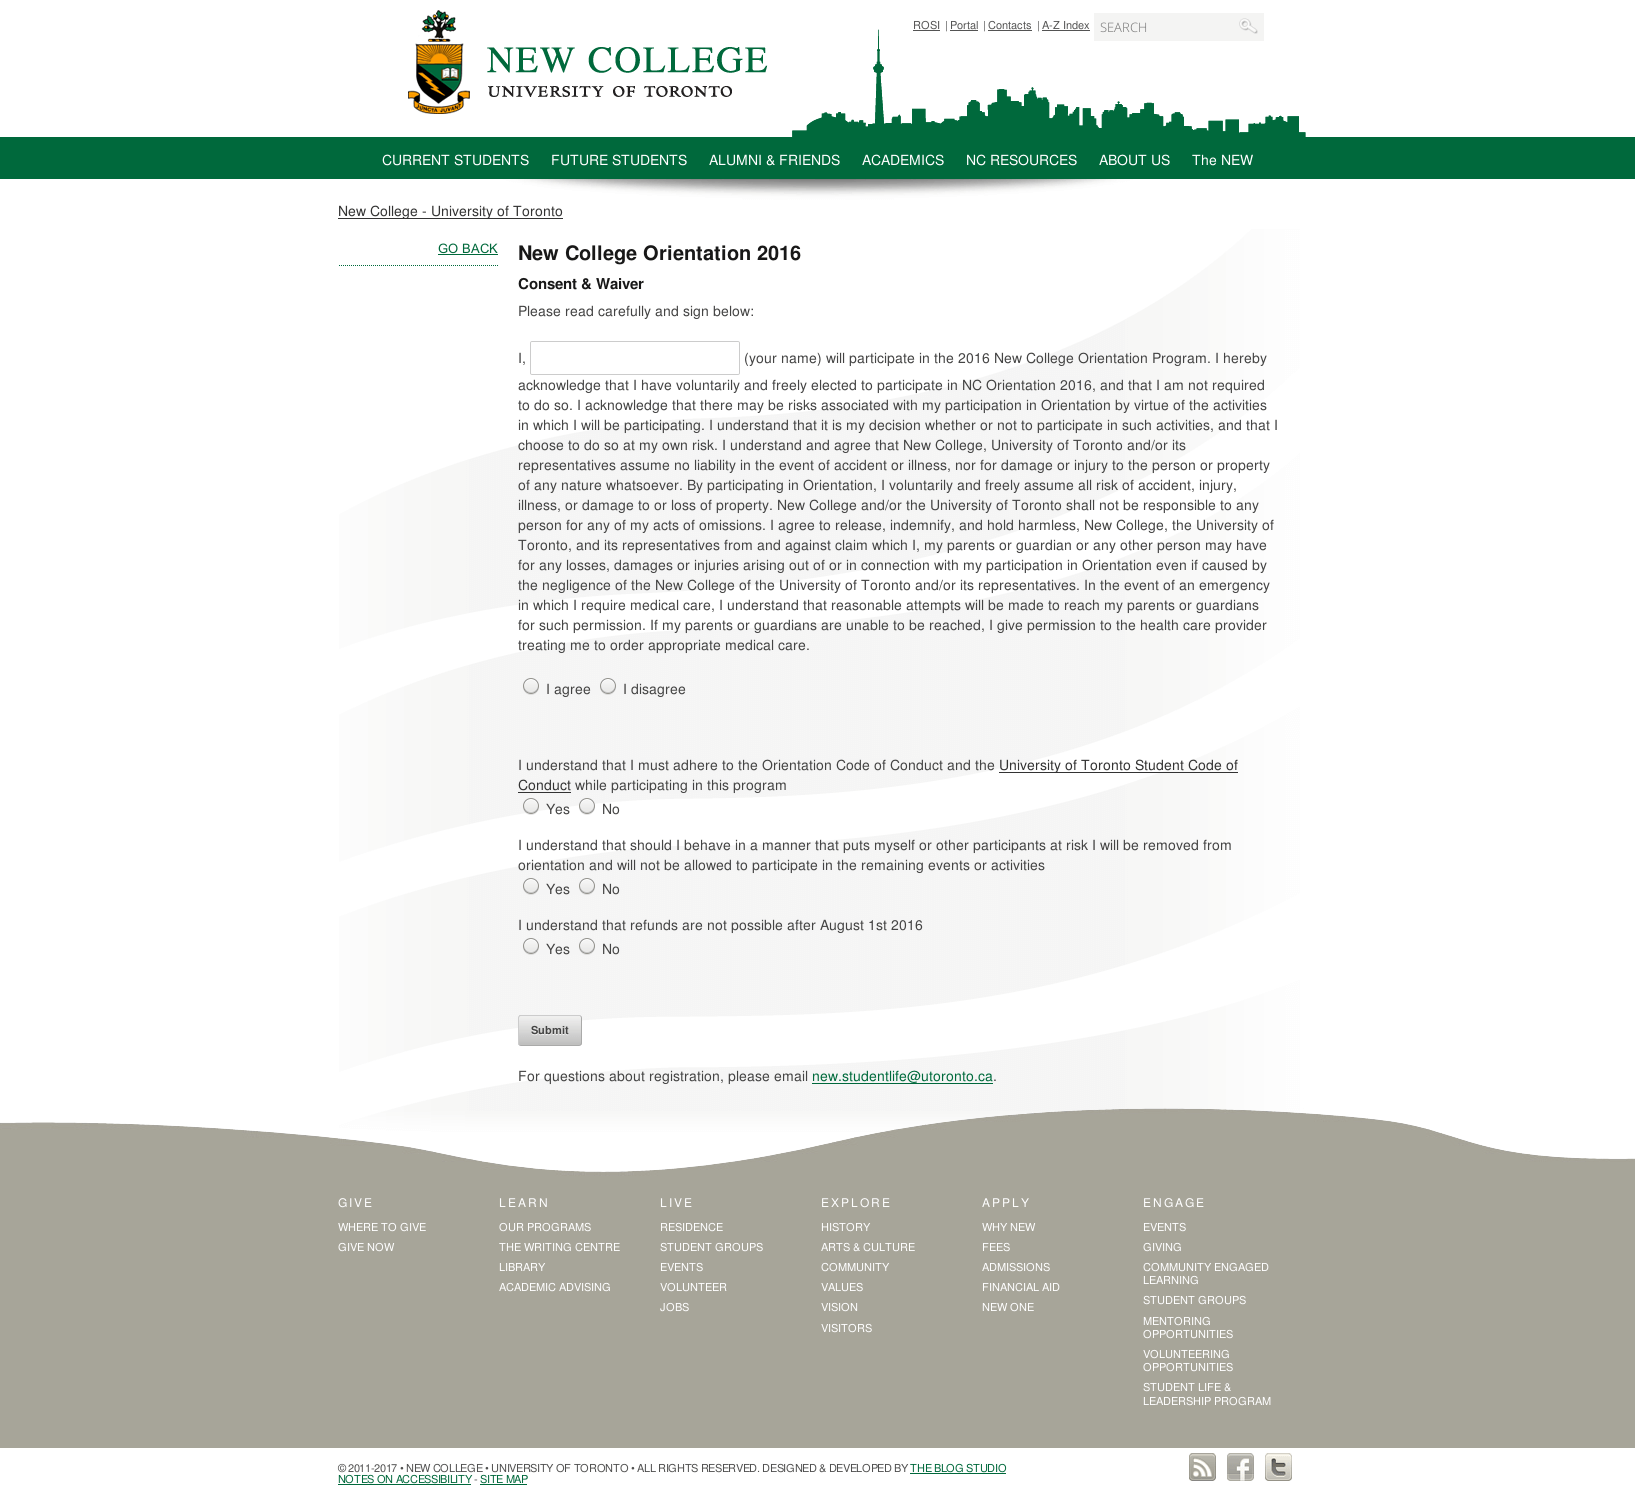 ROSI | Portal | Contacts | A-Z Index SEARCH
NEW COLLEGE
UNIVERSITY OF TORONTO
CURRENT STUDENTS FUTURE STUDENTS ALUMNI & FRIENDS ACADEMICS NC RESOURCES ABOUT US The NEW
New College - University of Toronto
GO BACK
New College Orientation 2016
Consent & Waiver
Please read carefully and sign below:
I, (your name) will participate in the 2016 New College Orientation Program. I hereby
acknowledge that I have voluntarily and freely elected to participate in NC Orientation 2016, and that I am not required
to do so. I acknowledge that there may be risks associated with my participation in Orientation by virtue of the activities
in which I will be participating. I understand that it is my decision whether or not to participate in such activities, and that I
choose to do so at my own risk. I understand and agree that New College, University of Toronto and/or its
representatives assume no liability in the event of accident or illness, nor for damage or injury to the person or property
of any nature whatsoever. By participating in Orientation, I voluntarily and freely assume all risk of accident, injury,
illness, or damage to or loss of property. New College and/or the University of Toronto shall not be responsible to any
person for any of my acts of omissions. I agree to release, indemnify, and hold harmless, New College, the University of
Toronto, and its representatives from and against claim which I, my parents or guardian or any other person may have
for any losses, damages or injuries arising out of or in connection with my participation in Orientation even if caused by
the negligence of the New College of the University of Toronto and/or its representatives. In the event of an emergency
in which I require medical care, I understand that reasonable attempts will be made to reach my parents or guardians
for such permission. If my parents or guardians are unable to be reached, I give permission to the health care provider
treating me to order appropriate medical care.
I agree I disagree
I understand that I must adhere to the Orientation Code of Conduct and the University of Toronto Student Code of
Conduct while participating in this program
Yes No
I understand that should I behave in a manner that puts myself or other participants at risk I will be removed from
orientation and will not be allowed to participate in the remaining events or activities
Yes No
I understand that refunds are not possible after August 1st 2016
Yes No
Submit
For questions about registration, please email new.studentlife@utoronto.ca.
GIVE
WHERE TO GIVE
GIVE NOW
LEARN
OUR PROGRAMS
THE WRITING CENTRE
LIBRARY
ACADEMIC ADVISING
LIVE
RESIDENCE
STUDENT GROUPS
EVENTS
VOLUNTEER
JOBS
EXPLORE
HISTORY
ARTS & CULTURE
COMMUNITY
VALUES
VISION
VISITORS
APPLY
WHY NEW
FEES
ADMISSIONS
FINANCIAL AID
NEW ONE
ENGAGE
EVENTS
GIVING
COMMUNITY ENGAGED
LEARNING
STUDENT GROUPS
MENTORING
OPPORTUNITIES
VOLUNTEERING
OPPORTUNITIES
STUDENT LIFE &
LEADERSHIP PROGRAM
© 2011-2017 • NEW COLLEGE • UNIVERSITY OF TORONTO • ALL RIGHTS RESERVED. DESIGNED & DEVELOPED BY THE BLOG STUDIO
NOTES ON ACCESSIBILITY - SITE MAP